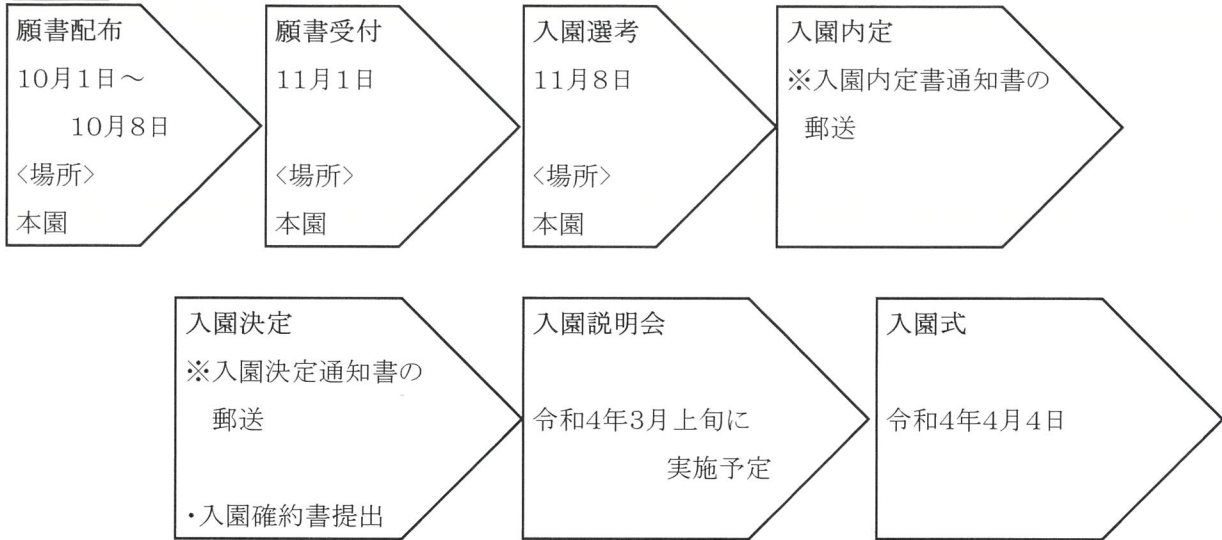 願書配布
10月1日～
10月8日
<場所>
本園
願書受付
11月1日
<場所>
本園
入園選考
11月8日
<場所>
本園
入園内定
※入園内定書通知書の
郵送
入園決定
※入園決定通知書の
郵送
・入園確約書提出
入園説明会
令和4年3月上旬に
実施予定
入園式
令和4年4月4日